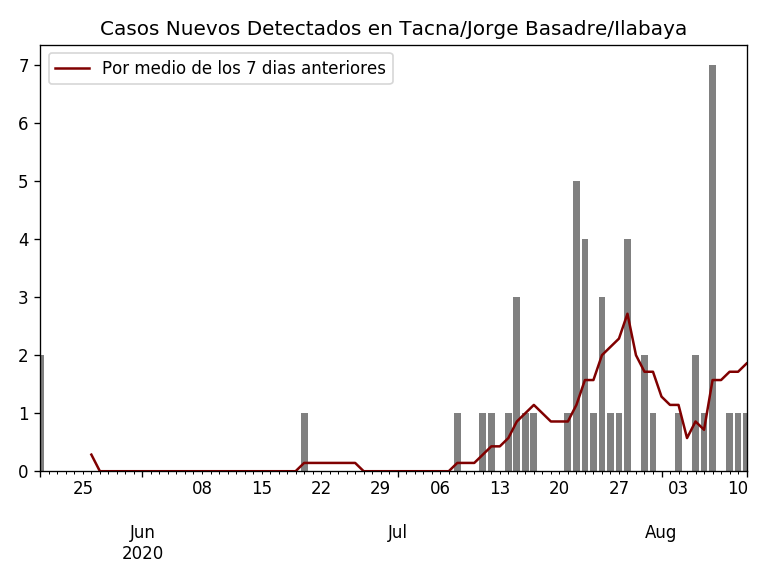 Casos Nuevos Detectados en Tacna/Jorge Basadre/Ilabaya
Por medio de los 7 dias anteriores
7
6
5
4
3
2
1
0
25 08 15 22 29 06 13 20 27 03 10
Jun Jul Aug
2020